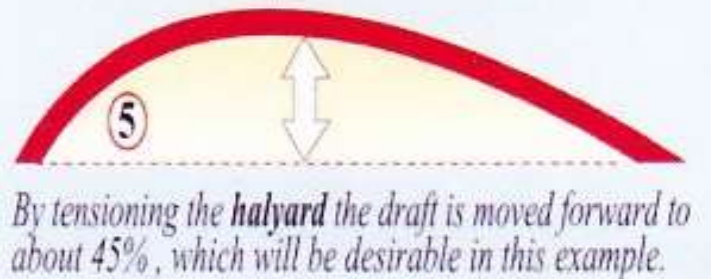 5
By tensioning the halyard the draft is moved forward to
about 45% , which will be desirable in this example.